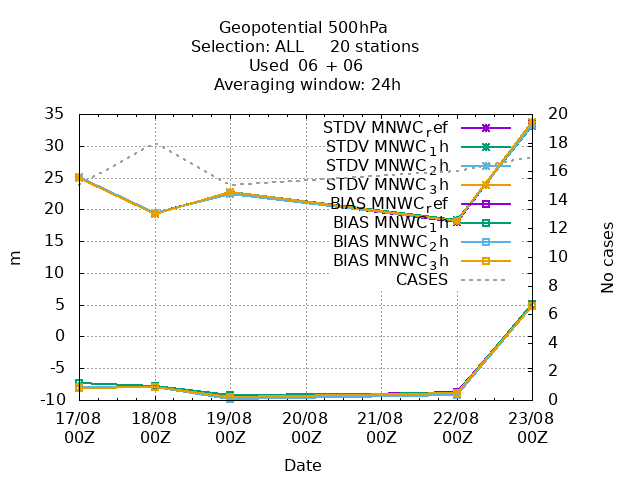 Geopotential 500hPa
Selection: ALL     20 stations
Used  06 + 06
Averaging window: 24h
35
30
25
20
15
10
5
0
-5
-10
m
20
18
16
14
12
10
8
6
4
2
0
No cases
STDV MNWC_ref
STDV MNWC_1h
STDV MNWC_2h
STDV MNWC_3h
BIAS MNWC_ref
BIAS MNWC_1h
BIAS MNWC_2h
BIAS MNWC_3h
CASES
17/08 18/08 19/08 20/08 21/08 22/08 23/08
00Z 00Z 00Z 00Z 00Z 00Z 00Z
Date